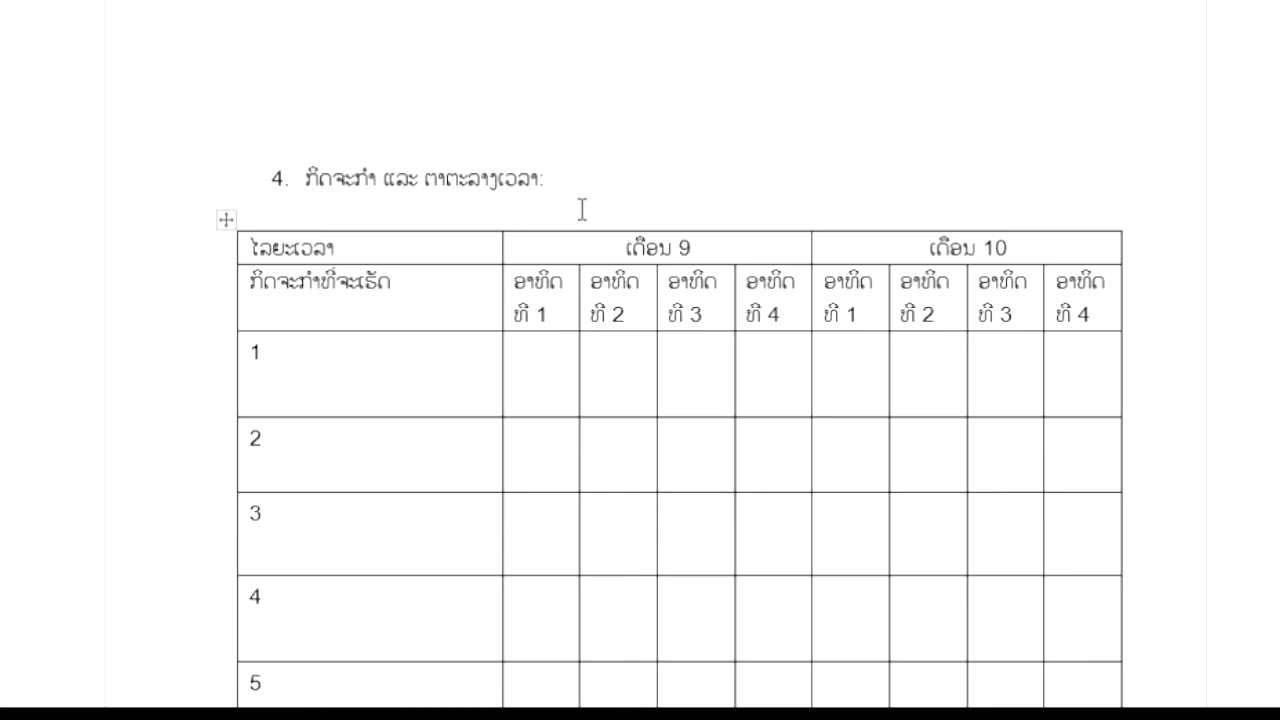 4. ກິດຈະກຳ ແລະ ຕາຕະລາງເວລາ:
ໄລຍະເວລາ ເດືອນ 9 ເດືອນ 10
ກິດຈະກຳທີ່ຈະເຮັດ ອາທິດ ອາທິດ ອາທິດ ອາທິດ ອາທິດ ອາທິດ ອາທິດ ອາທິດ
ທີ 1 ທີ 2 ທີ 3 ທີ 4 ທີ 1 ທີ 2 ທີ 3 ທີ 4
1
2
3
4
5